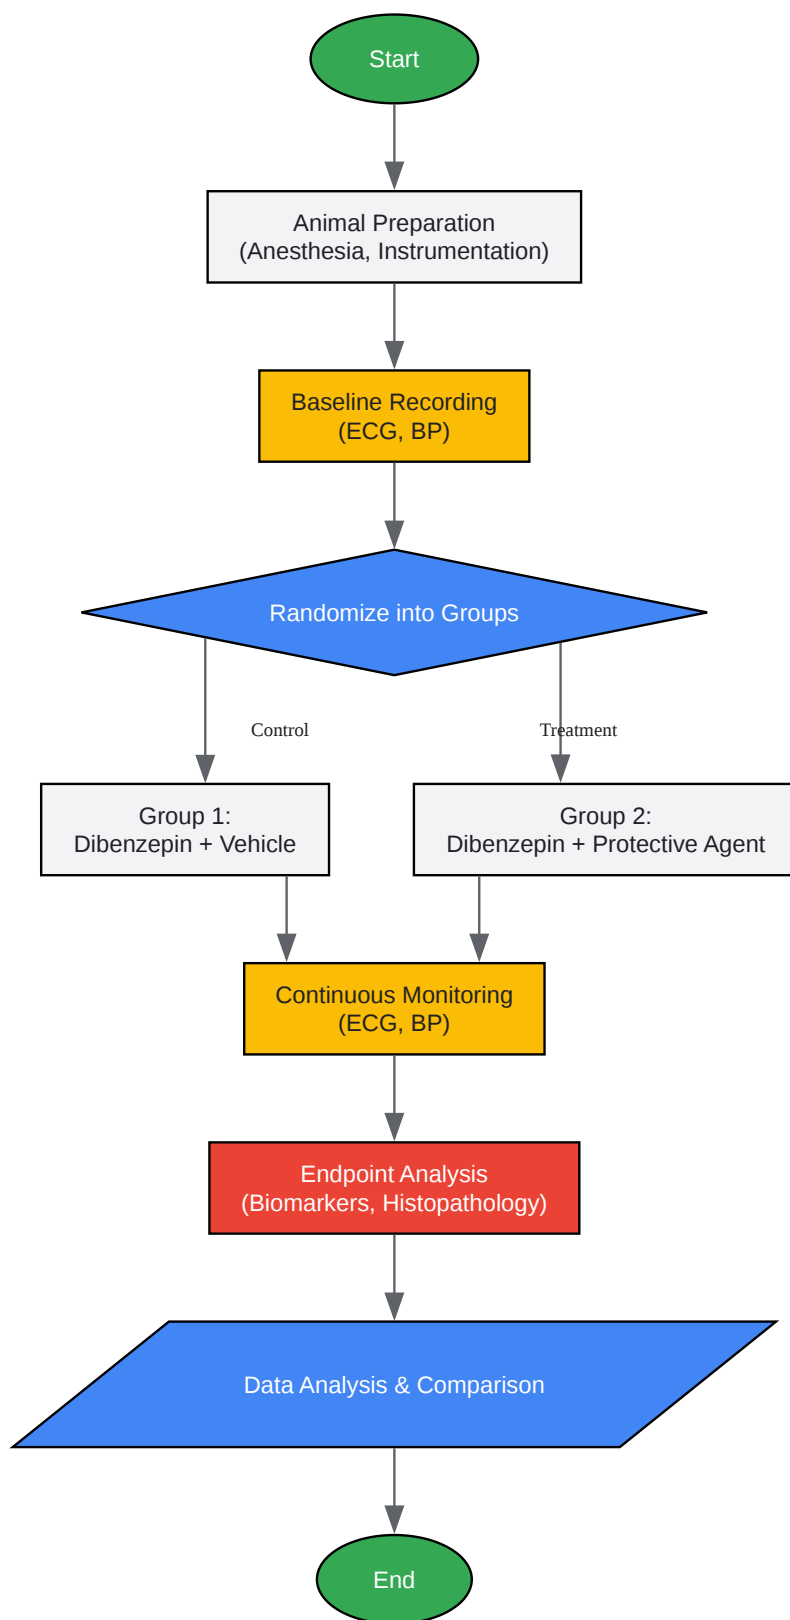 Start
Animal Preparation
(Anesthesia, Instrumentation)
Baseline Recording
(ECG, BP)
Randomize into Groups
Control
Treatment
Group 1:
Dibenzepin + Vehicle
Group 2:
Dibenzepin + Protective Agent
Continuous Monitoring
(ECG, BP)
Endpoint Analysis
(Biomarkers, Histopathology)
Data Analysis & Comparison
End